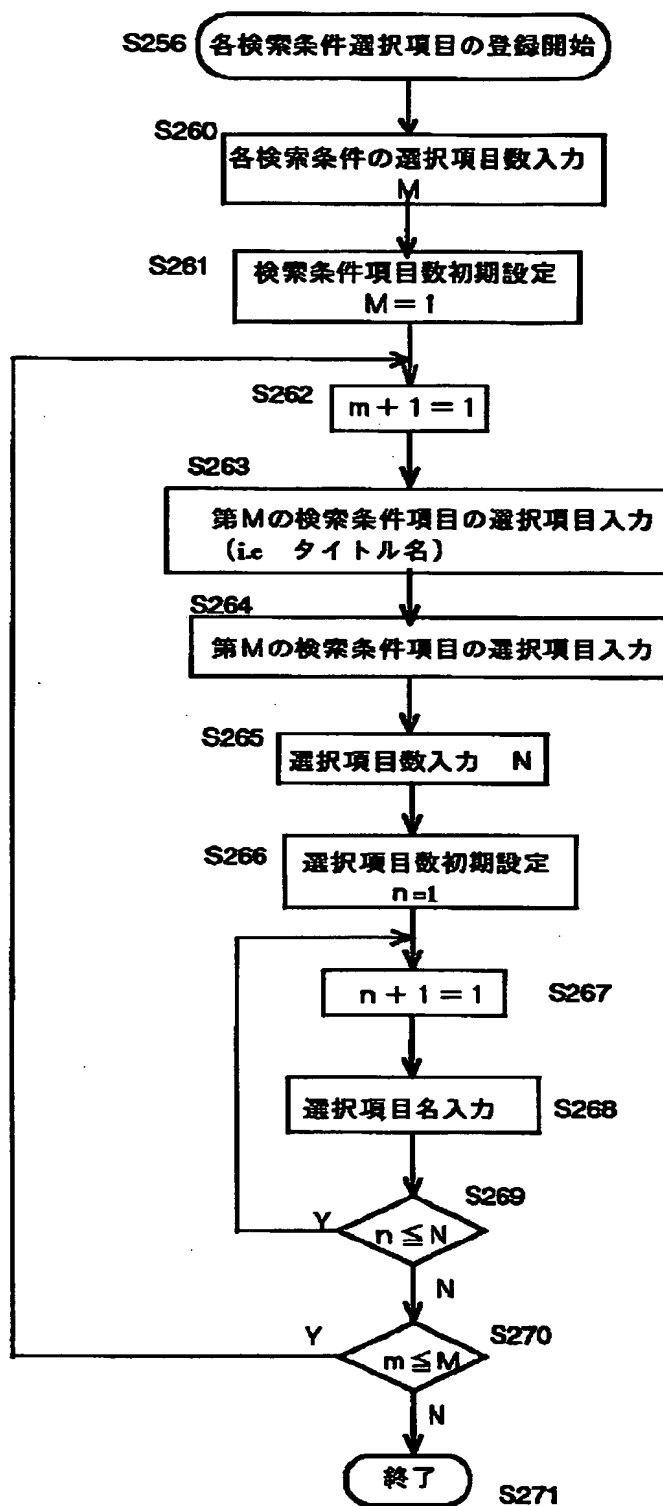 S256 各検索条件選択項目の登録開始
S260
各検索条件の選択項目数入力
M
S261
検索条件項目数初期設定
M=1
S262
m+1=1
S263
第Mの検索条件項目の選択項目入力
(i.e タイトル名)
S264
第Mの検索条件項目の選択項目入力
S265
選択項目数入力 N
S266
選択項目数初期設定
n=1
n+1=1 S267
選択項目名入力 S268
S269
Y n≦N
N
Y S270
m≦M
N
終了
S271